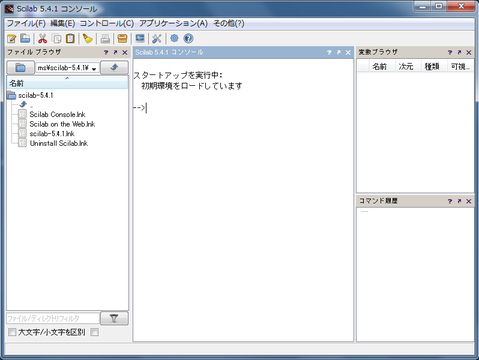 Scilab 5.4.1 コンソール
ファイル(F) 編集(E) コントロール(C) アプリケーション(A) その他(?)
ファイル ブラウザ
ms¥scilab-5.4.1¥
名前
scilab-5.4.1
..
Scilab Console.lnk
Scilab on the Web.lnk
scilab-5.4.1.lnk
Uninstall Scilab.lnk
ファイル/ディレクトリフィルタ
大文字/小文字を区別
Scilab 5.4.1 コンソール
スタートアップを実行中:
初期環境をロードしています
-->
変数ブラウザ
名前 次元 種類 可視...
コマンド履歴